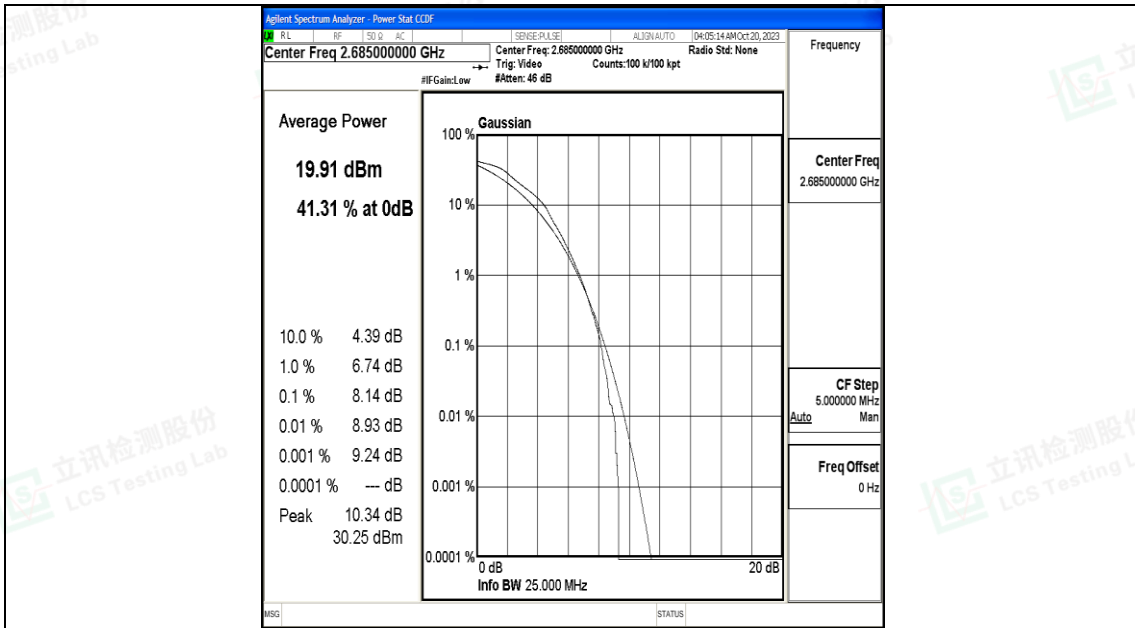 Agilent Spectrum Analyzer - Power Stat CCDF
RL RF 50 Ω AC SENSE:PULSE ALIGN AUTO 04:05:14 AM Oct 20, 2023
Center Freq 2.685000000 GHz
Center Freq: 2.685000000 GHz
Radio Std: None
Trig: Video Counts:100 k/100 kpt
#IFGain:Low
#Atten: 46 dB
Average Power
19.91 dBm
41.31 % at 0dB
10.0 % 4.39 dB
1.0 % 6.74 dB
0.1 % 8.14 dB
0.01 % 8.93 dB
0.001 % 9.24 dB
0.0001 % --- dB
Peak 10.34 dB
30.25 dBm
Gaussian
100 %
10 %
1 %
0.1 %
0.01 %
0.001 %
0.0001 %
0 dB 20 dB
Info BW 25.000 MHz
Frequency
Center Freq
2.685000000 GHz
CF Step
5.000000 MHz
Auto Man
Freq Offset
0 Hz
MSG STATUS
立讯检测股份
LCS Testing Lab
立讯检测股份
LCS Testing L